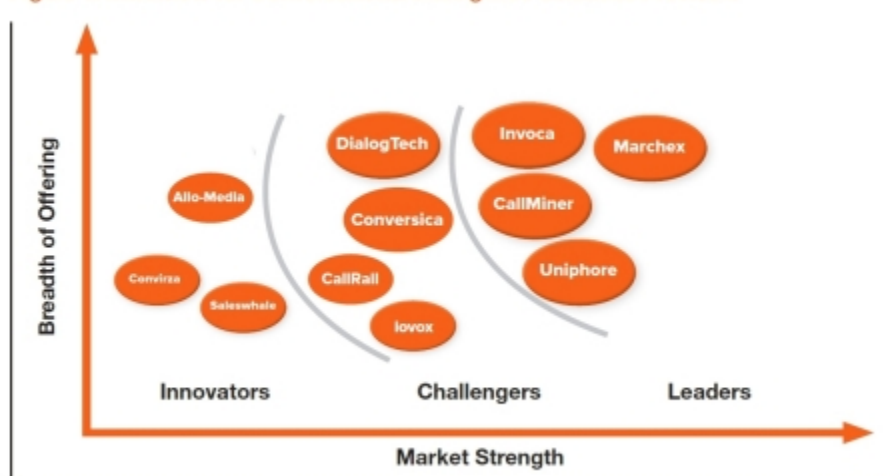 DialogTech
Invoca
Marchex
Allo-Media
Conversica
CallMiner
Convirza
Saleswhale
CallRail
iovox
Uniphore
Breadth of Offering
Innovators
Challengers
Leaders
Market Strength